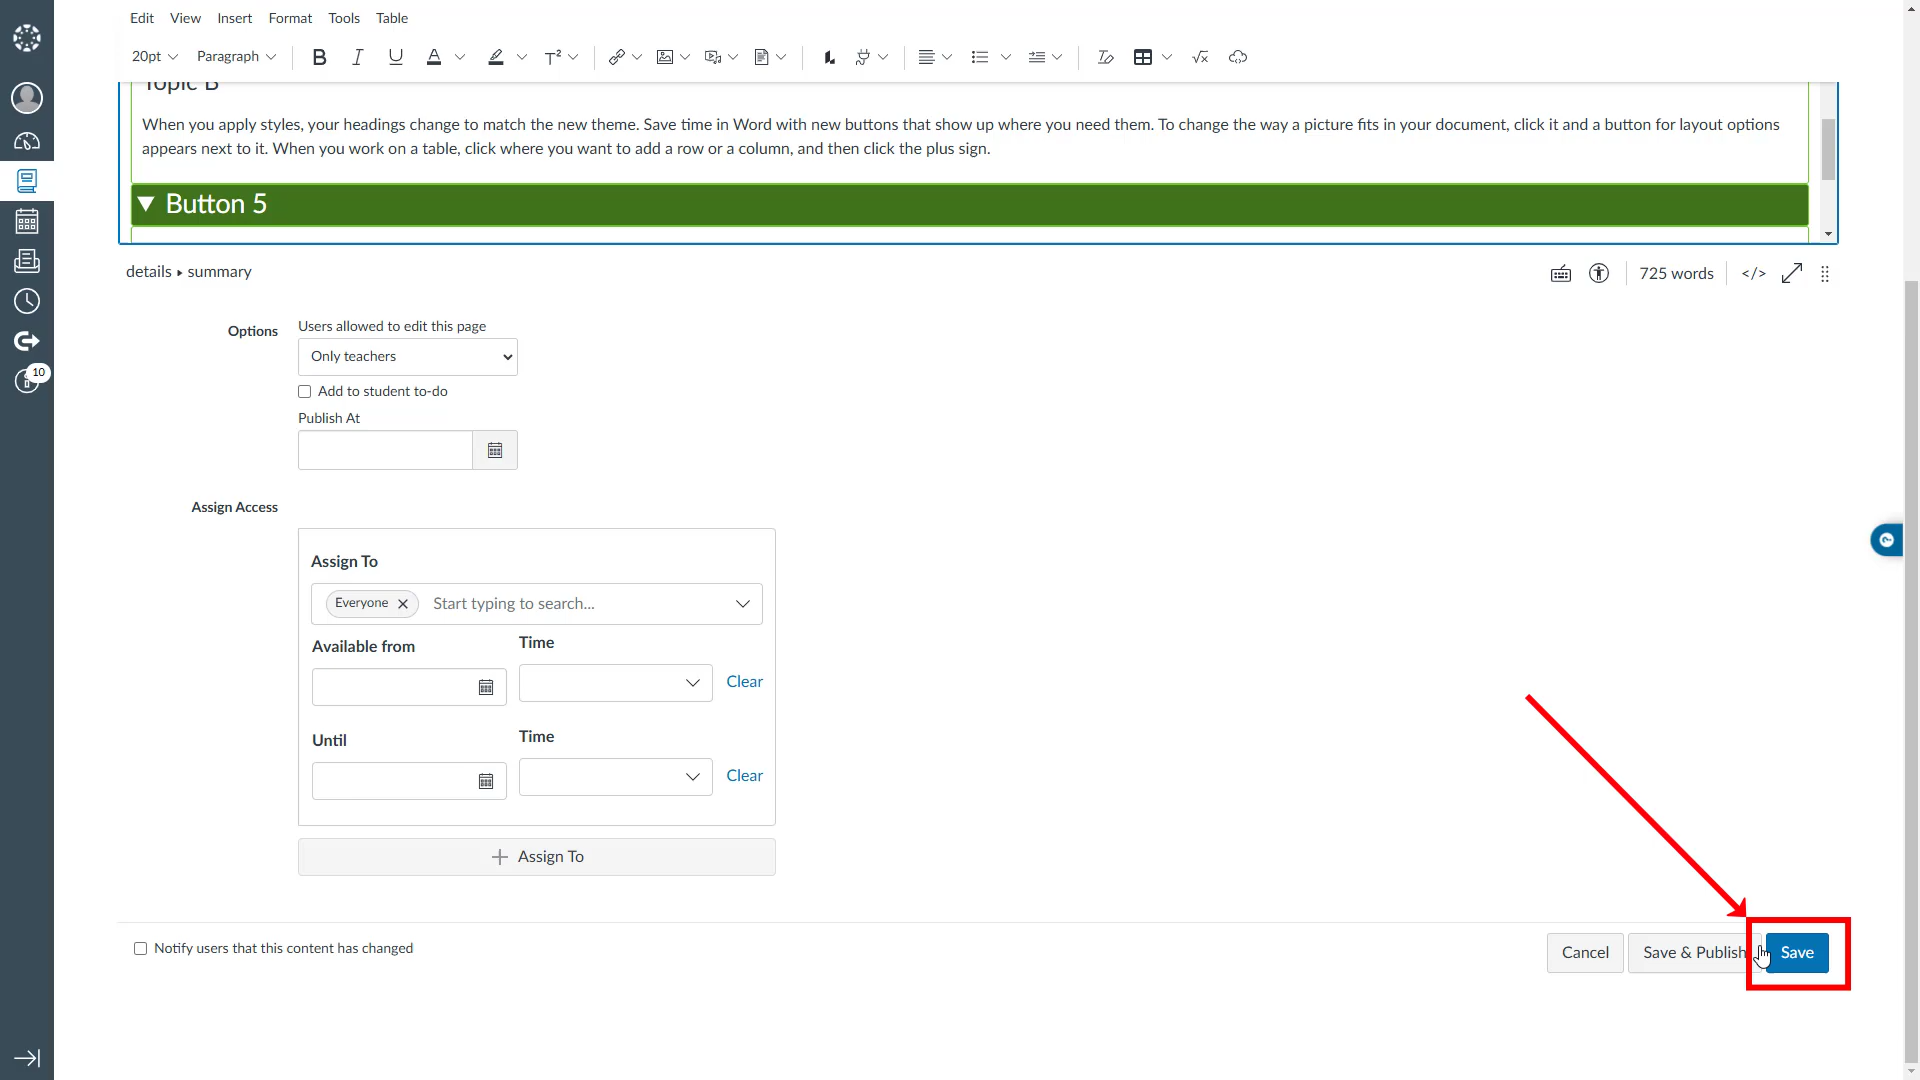 Edit View Insert Format Tools Table
20pt Paragraph B I U A T²
Topic B
When you apply styles, your headings change to match the new theme. Save time in Word with new buttons that show up where you need them. To change the way a picture fits in your document, click it and a button for layout options
appears next to it. When you work on a table, click where you want to add a row or a column, and then click the plus sign.
Button 5
details ▸ summary
725 words </>
Options
Users allowed to edit this page
Only teachers
Add to student to-do
Publish At
10
Assign Access
Assign To
Everyone Start typing to search...
Available from Time
Clear
Until Time
Clear
Assign To
Notify users that this content has changed
Cancel Save & Publish Save